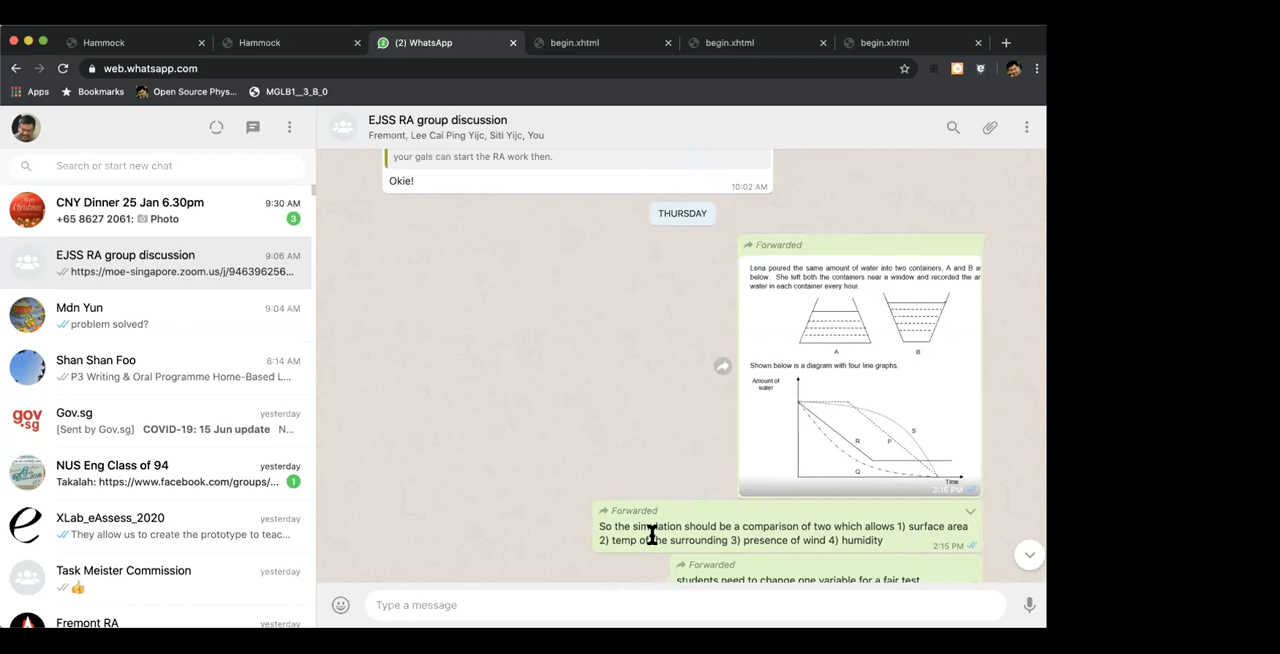 Hammock
Hammock
(2) WhatsApp
begin.xhtml
begin.xhtml
begin.xhtml
web.whatsapp.com
Apps
Bookmarks
Open Source Phys...
MGLB1__3_B_0
Search or start new chat
CNY Dinner 25 Jan 6.30pm
9:30 AM
+65 8627 2061: Photo
3
EJSS RA group discussion
9:06 AM
https://moe-singapore.zoom.us/j/946396256...
Mdn Yun
9:04 AM
problem solved?
Shan Shan Foo
8:14 AM
P3 Writing & Oral Programme Home-Based L...
gov.sg
Gov.sg
yesterday
[Sent by Gov.sg] COVID-19: 15 Jun update N...
NUS Eng Class of 94
yesterday
Takalah: https://www.facebook.com/groups/...
1
XLab_eAssess_2020
yesterday
They allow us to create the prototype to teac...
Task Meister Commission
yesterday
Fremont RA
yesterday
EJSS RA group discussion
Fremont, Lee Cai Ping Yijc, Siti Yijc, You
your gals can start the RA work then.
Okie!
10:02 AM
THURSDAY
Forwarded
Lena poured the same amount of water into two containers, A and B a
below. She left both the containers near a window and recorded the a
water in each container every hour.
A
B
Shown below is a diagram with four line graphs.
Amount of
water
S
R
P
Q
Time
2:15 PM
Forwarded
So the simulation should be a comparison of two which allows 1) surface area
2) temp of the surrounding 3) presence of wind 4) humidity
2:15 PM
Forwarded
students need to change one variable for a fair test
Type a message